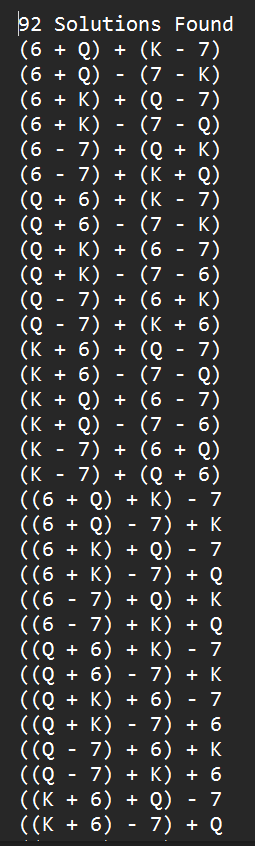 92 Solutions Found
(6 + Q) + (K - 7)
(6 + Q) - (7 - K)
(6 + K) + (Q - 7)
(6 + K) - (7 - Q)
(6 - 7) + (Q + K)
(6 - 7) + (K + Q)
(Q + 6) + (K - 7)
(Q + 6) - (7 - K)
(Q + K) + (6 - 7)
(Q + K) - (7 - 6)
(Q - 7) + (6 + K)
(Q - 7) + (K + 6)
(K + 6) + (Q - 7)
(K + 6) - (7 - Q)
(K + Q) + (6 - 7)
(K + Q) - (7 - 6)
(K - 7) + (6 + Q)
(K - 7) + (Q + 6)
((6 + Q) + K) - 7
((6 + Q) - 7) + K
((6 + K) + Q) - 7
((6 + K) - 7) + Q
((6 - 7) + Q) + K
((6 - 7) + K) + Q
((Q + 6) + K) - 7
((Q + 6) - 7) + K
((Q + K) + 6) - 7
((Q + K) - 7) + 6
((Q - 7) + 6) + K
((Q - 7) + K) + 6
((K + 6) + Q) - 7
((K + 6) - 7) + Q